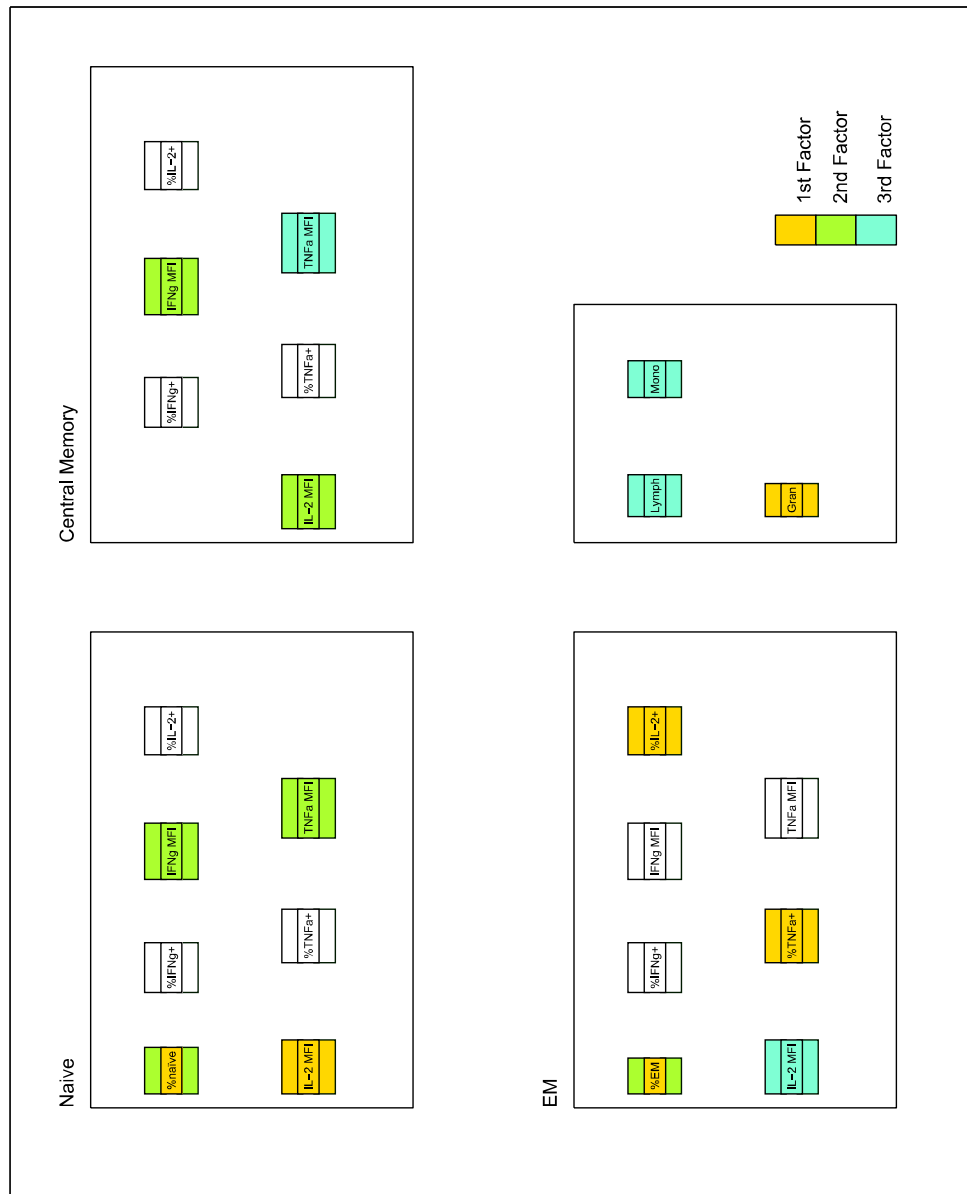 Naive
%naive
%IFNg+
IFNg MFI
%IL-2+
IL-2 MFI
%TNFa+
TNFa MFI
Central Memory
%IFNg+
IFNg MFI
%IL-2+
IL-2 MFI
%TNFa+
TNFa MFI
EM
%EM
%IFNg+
IFNg MFI
%IL-2+
IL-2 MFI
%TNFa+
TNFa MFI
Lymph
Mono
Gran
1st Factor
2nd Factor
3rd Factor